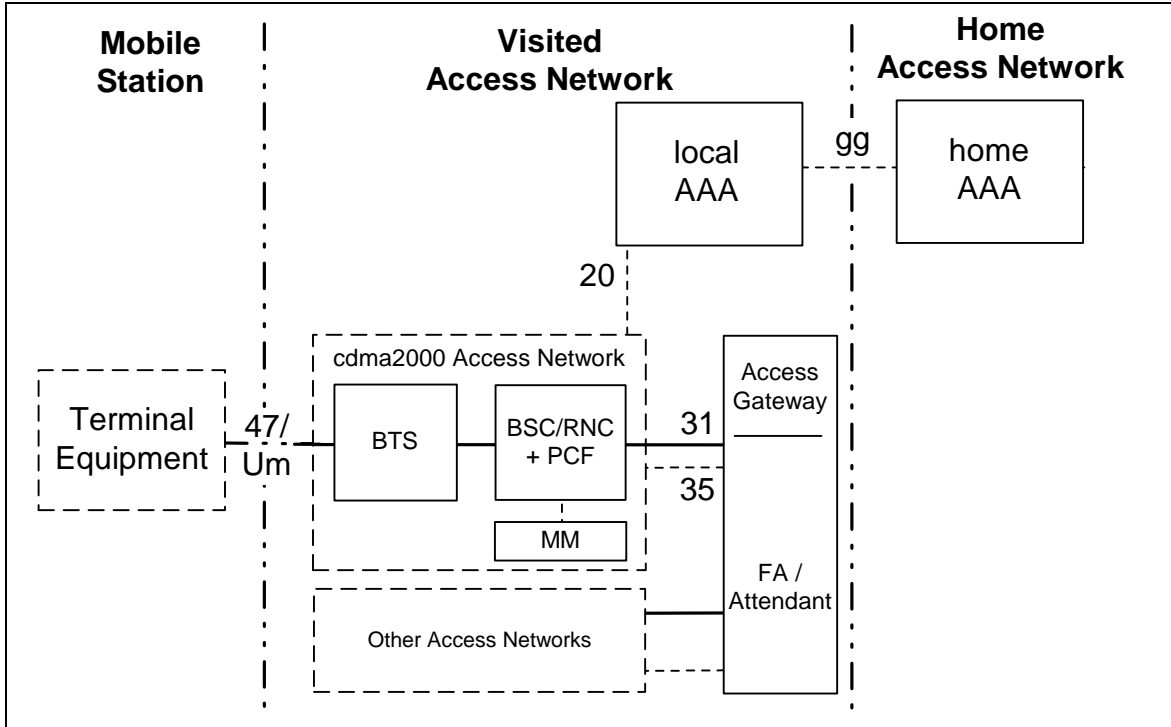 Mobile
Station
Visited
Access Network
Home
Access Network
local
AAA
gg
home
AAA
20
cdma2000 Access Network
Terminal
Equipment
47/
Um
BTS
BSC/RNC
+ PCF
MM
31
35
Access
Gateway
FA /
Attendant
Other Access Networks